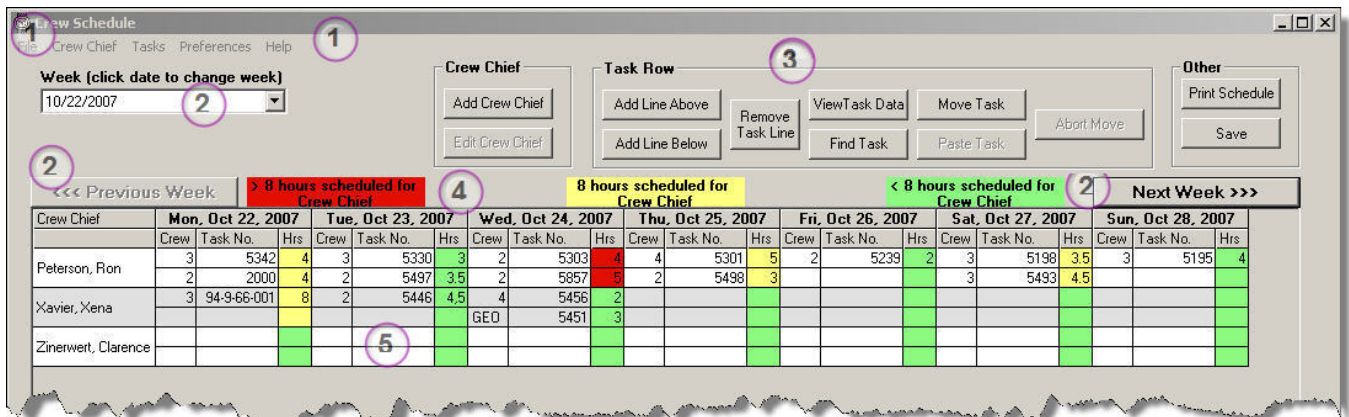 Crew Schedule
File Crew Chief Tasks Preferences Help
1 1
Week (click date to change week)
10/22/2007
2
Crew Chief
Add Crew Chief
Edit Crew Chief
Task Row
3
Add Line Above
Add Line Below
Remove
Task Line
ViewTask Data
Find Task
Move Task
Paste Task
Abort Move
Other
Print Schedule
Save
2
<<< Previous Week
> 8 hours scheduled for
Crew Chief
4
8 hours scheduled for
Crew Chief
< 8 hours scheduled for
Crew Chief
2
Next Week >>>
Crew Chief Mon, Oct 22, 2007 Tue, Oct 23, 2007 Wed, Oct 24, 2007 Thu, Oct 25, 2007 Fri, Oct 26, 2007 Sat, Oct 27, 2007 Sun, Oct 28, 2007
Crew Task No. Hrs Crew Task No. Hrs Crew Task No. Hrs Crew Task No. Hrs Crew Task No. Hrs Crew Task No. Hrs Crew Task No. Hrs
Peterson, Ron
3 5342 4 3 5330 3 2 5303 4 4 5301 5 2 5239 2 3 5198 3.5 3 5195 4
2 2000 4 2 5497 3.5 2 5857 5 2 5498 3 3 5493 4.5
Xavier, Xena
3 94-9-66-001 8 2 5446 4.5 4 5456 2
GEO 5451 3
Zinerwert, Clarence
5